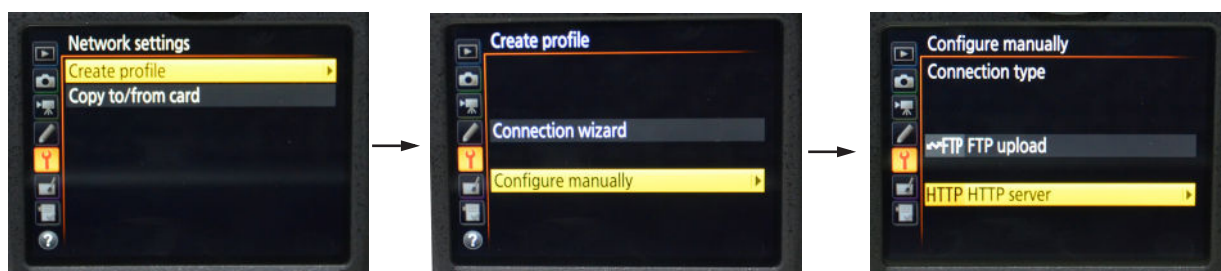 Network settings
Create profile
Copy to/from card
Create profile
Connection wizard
Configure manually
Configure manually
Connection type
FTP FTP upload
HTTP HTTP server
?
?